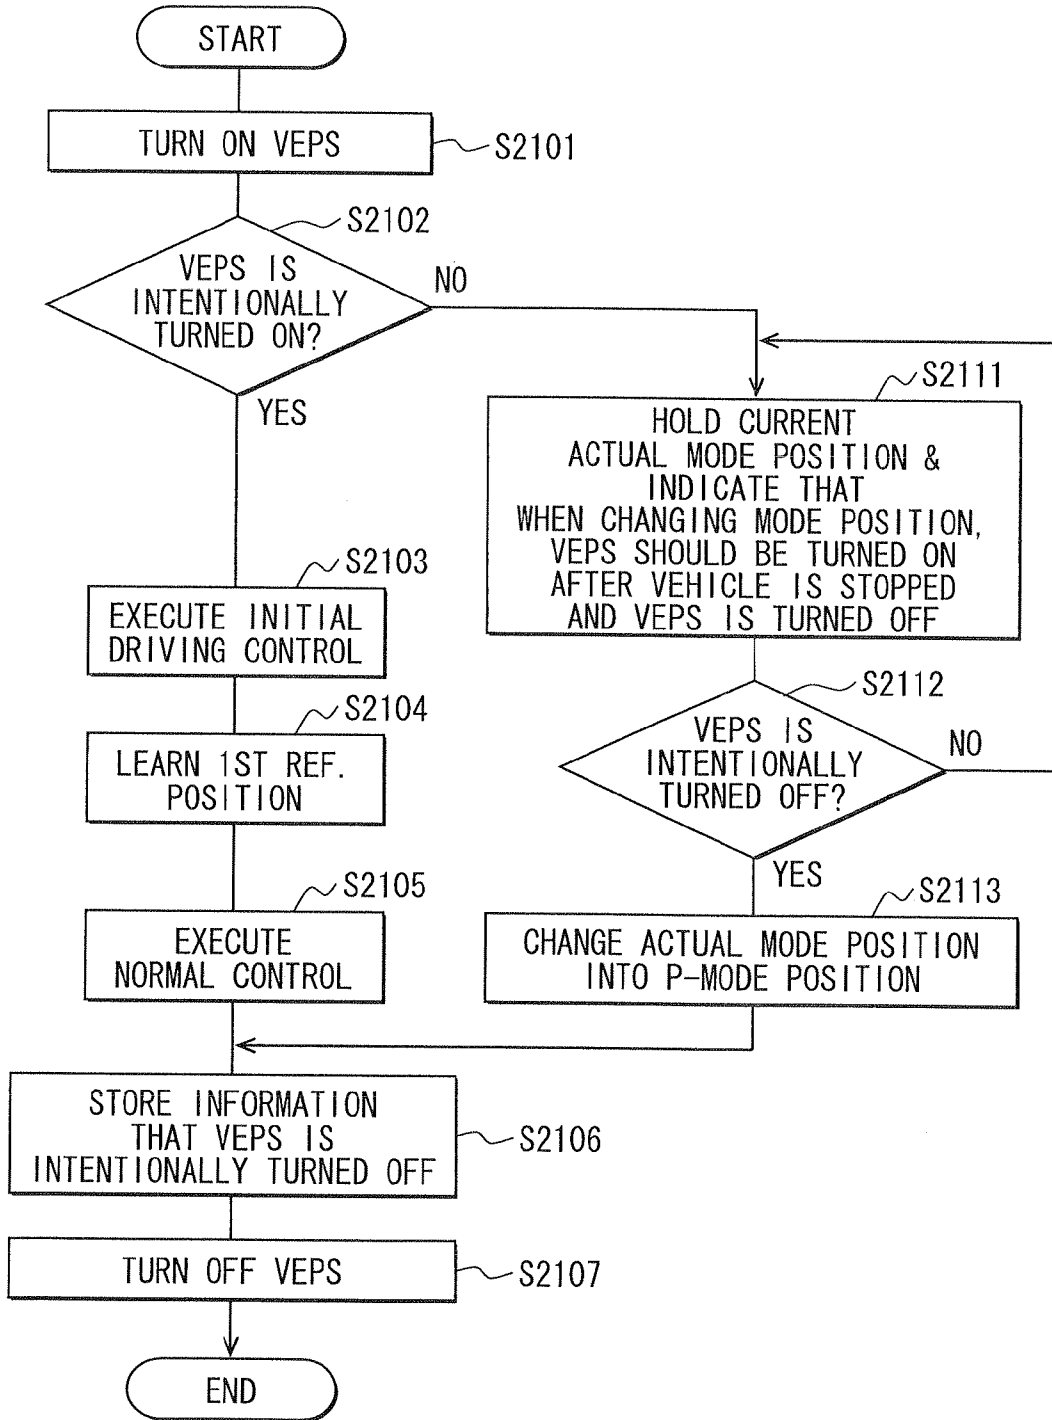 START
TURN ON VEPS
S2101
S2102
VEPS IS
INTENTIONALLY
TURNED ON?
NO
YES
S2103
EXECUTE INITIAL
DRIVING CONTROL
S2104
LEARN 1ST REF.
POSITION
S2105
EXECUTE
NORMAL CONTROL
S2111
HOLD CURRENT
ACTUAL MODE POSITION &
INDICATE THAT
WHEN CHANGING MODE POSITION,
VEPS SHOULD BE TURNED ON
AFTER VEHICLE IS STOPPED
AND VEPS IS TURNED OFF
S2112
VEPS IS
INTENTIONALLY
TURNED OFF?
NO
YES
S2113
CHANGE ACTUAL MODE POSITION
INTO P-MODE POSITION
STORE INFORMATION
THAT VEPS IS
INTENTIONALLY TURNED OFF
S2106
TURN OFF VEPS
S2107
END